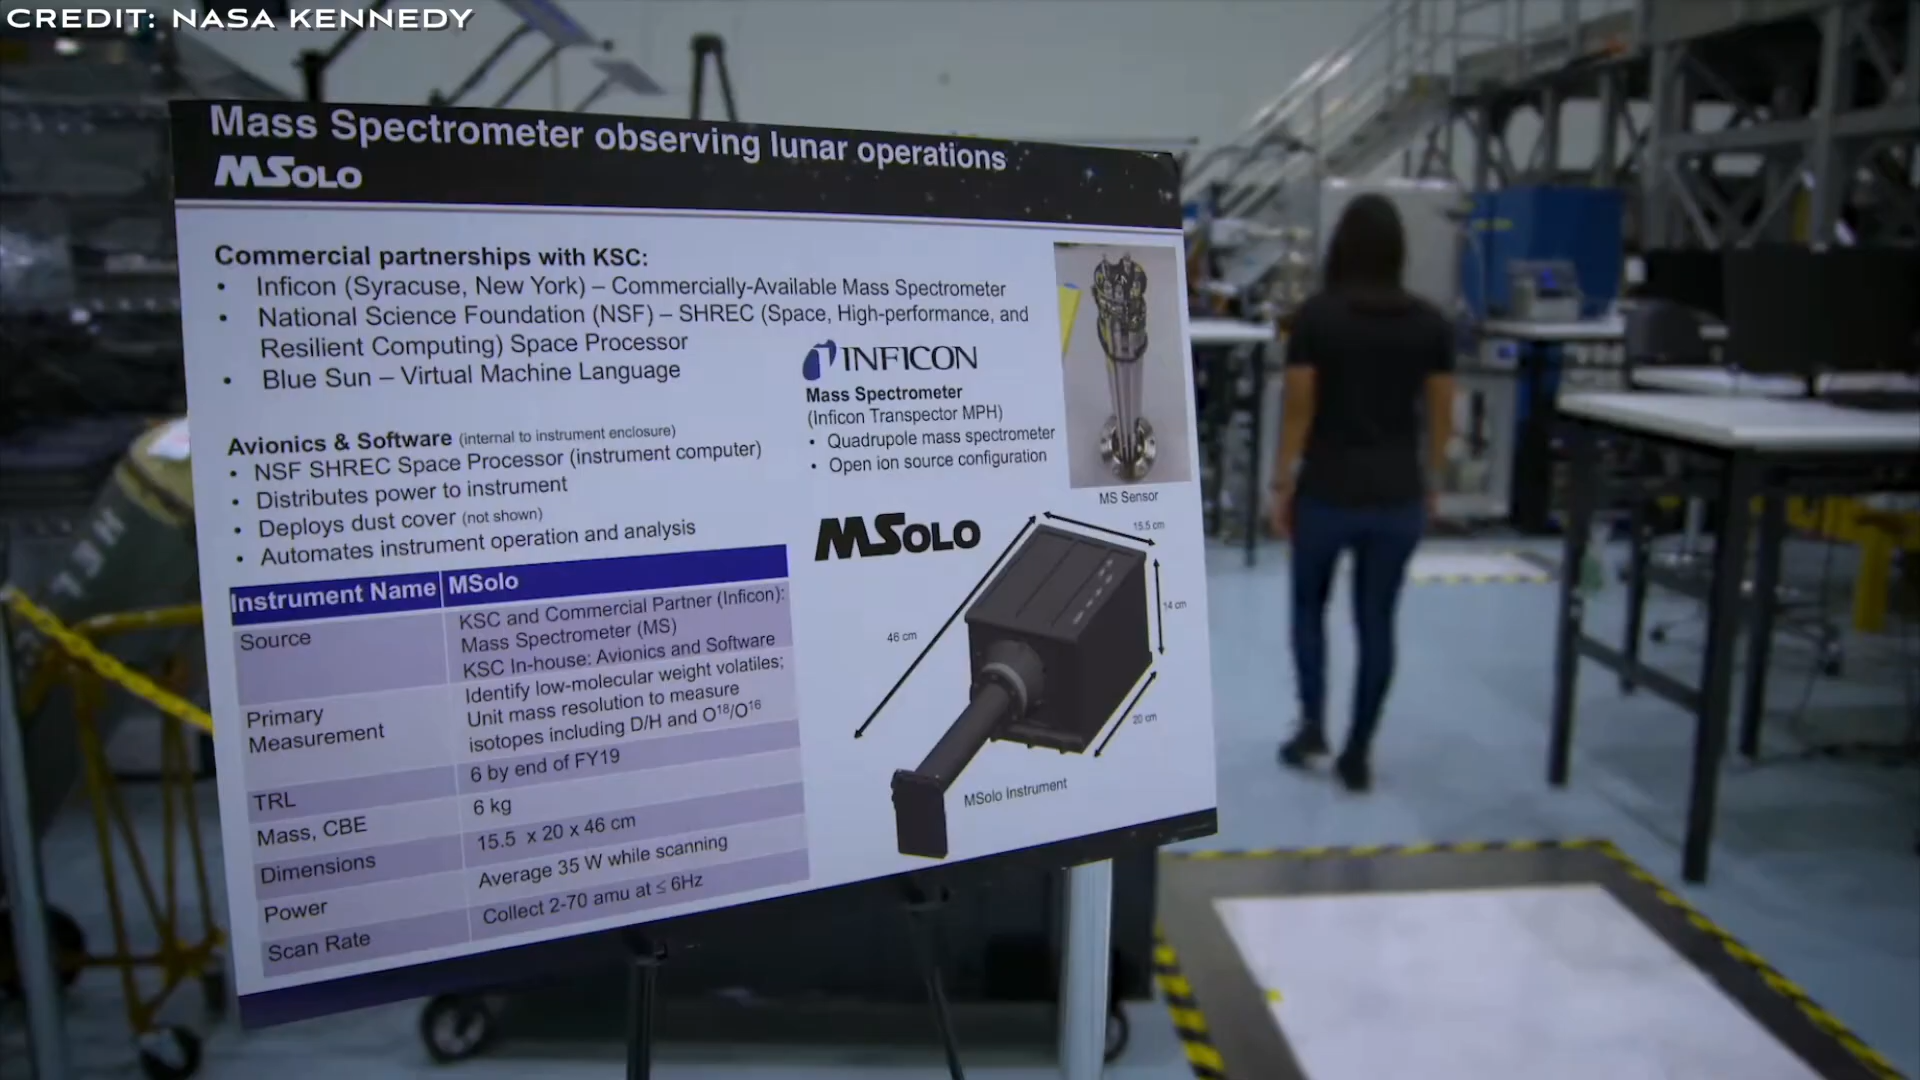 CREDIT: NASA KENNEDY
Mass Spectrometer observing lunar operations
MSOLO
Commercial partnerships with KSC:
• Inficon (Syracuse, New York) – Commercially-Available Mass Spectrometer
• National Science Foundation (NSF) – SHREC (Space, High-performance, and
Resilient Computing) Space Processor
• Blue Sun – Virtual Machine Language
INFICON
Mass Spectrometer
(Inficon Transpector MPH)
• Quadrupole mass spectrometer
• Open ion source configuration
MS Sensor
Avionics & Software (internal to instrument enclosure)
• NSF SHREC Space Processor (instrument computer)
• Distributes power to instrument
• Deploys dust cover (not shown)
• Automates instrument operation and analysis
MSOLO
15.5 cm
14 cm
46 cm
20 cm
MSolo Instrument
Instrument Name MSolo
Source
KSC and Commercial Partner (Inficon):
Mass Spectrometer (MS)
KSC In-house: Avionics and Software
Primary
Measurement
Identify low-molecular weight volatiles;
Unit mass resolution to measure
isotopes including D/H and O18/O16
TRL
6 by end of FY19
Mass, CBE
6 kg
Dimensions
15.5 x 20 x 46 cm
Power
Average 35 W while scanning
Scan Rate
Collect 2-70 amu at ≤ 6Hz